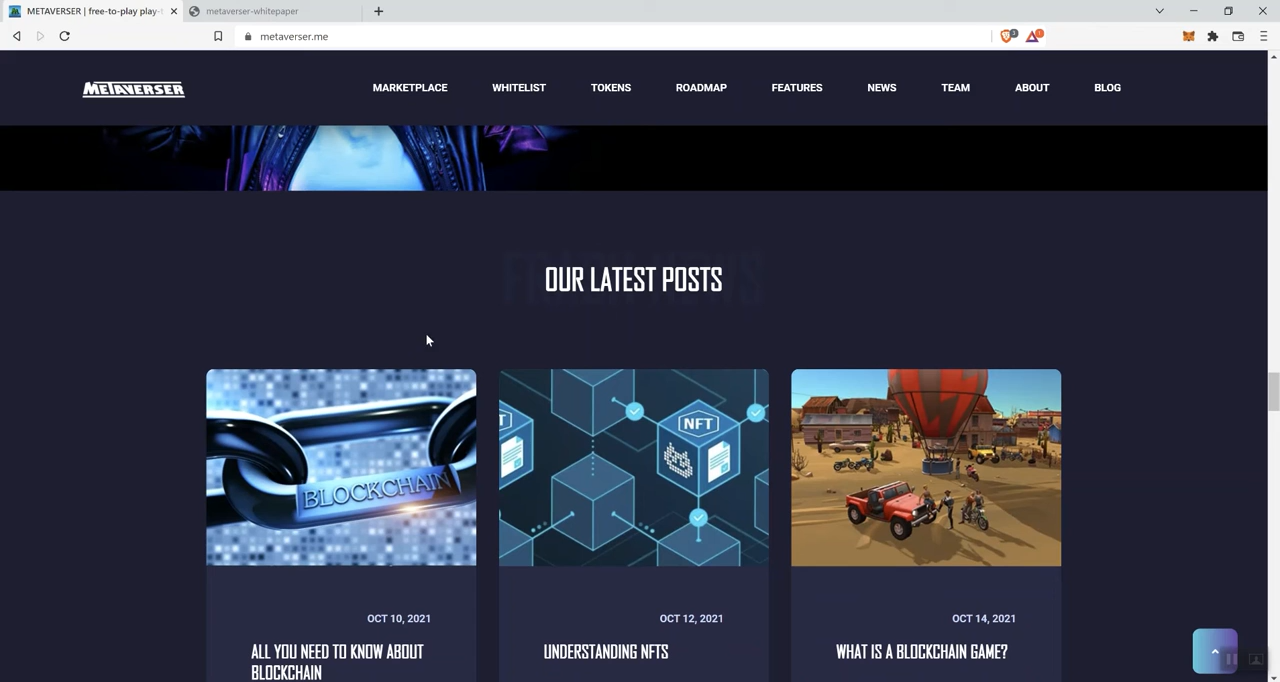 METAVERSER | free-to-play play-t
metaverser-whitepaper
metaverser.me
3
1
METAVERSER
MARKETPLACE
WHITELIST
TOKENS
ROADMAP
FEATURES
NEWS
TEAM
ABOUT
BLOG
OUR LATEST POSTS
BLOCKCHAIN
NFT
OCT 10, 2021
OCT 12, 2021
OCT 14, 2021
ALL YOU NEED TO KNOW ABOUT
BLOCKCHAIN
UNDERSTANDING NFTS
WHAT IS A BLOCKCHAIN GAME?